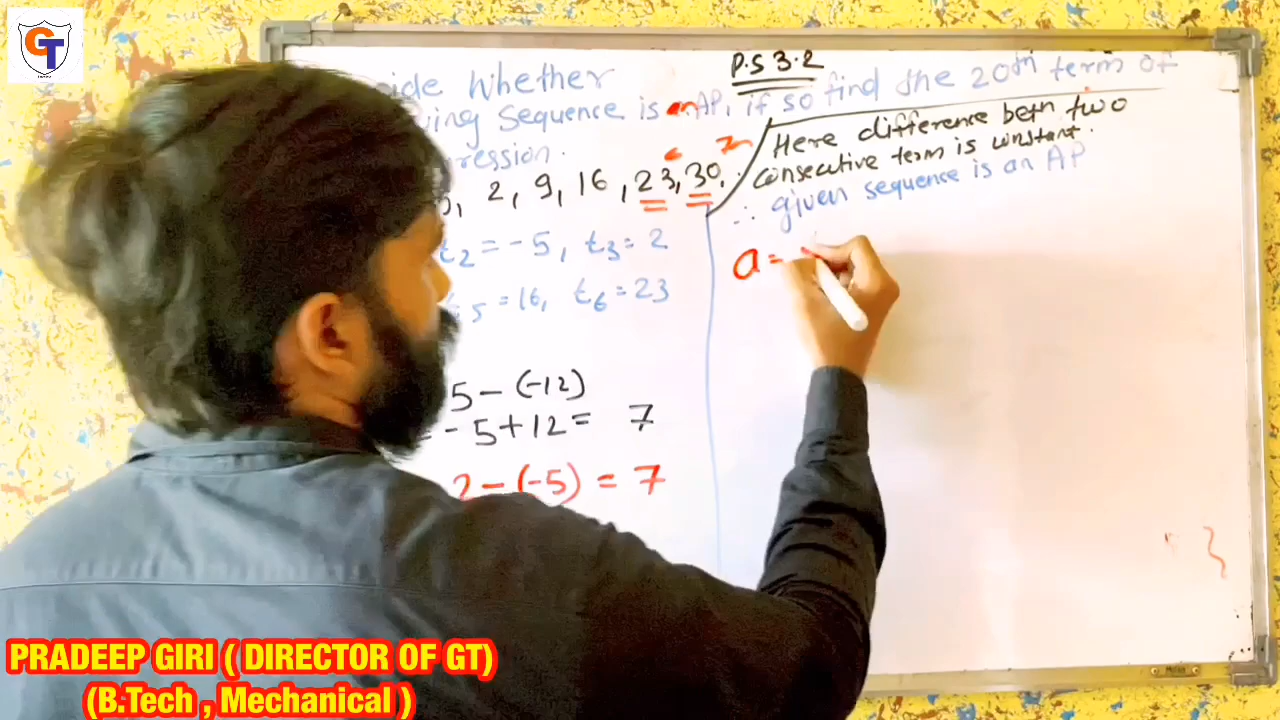 GT
P.S 3.2
ide Whether
ing Sequence is an AP, if so find the 20th term of
ression.
2, 9, 16, 23, 30, .
t2 = -5, t3 = 2
5 = 16, t6 = 23
5 - (-12)
= -5 + 12 = 7
2 - (-5) = 7
Here difference betn two
consecutive term is constant.
∴ given sequence is an AP
a =
PRADEEP GIRI ( DIRECTOR OF GT)
(B.Tech , Mechanical )